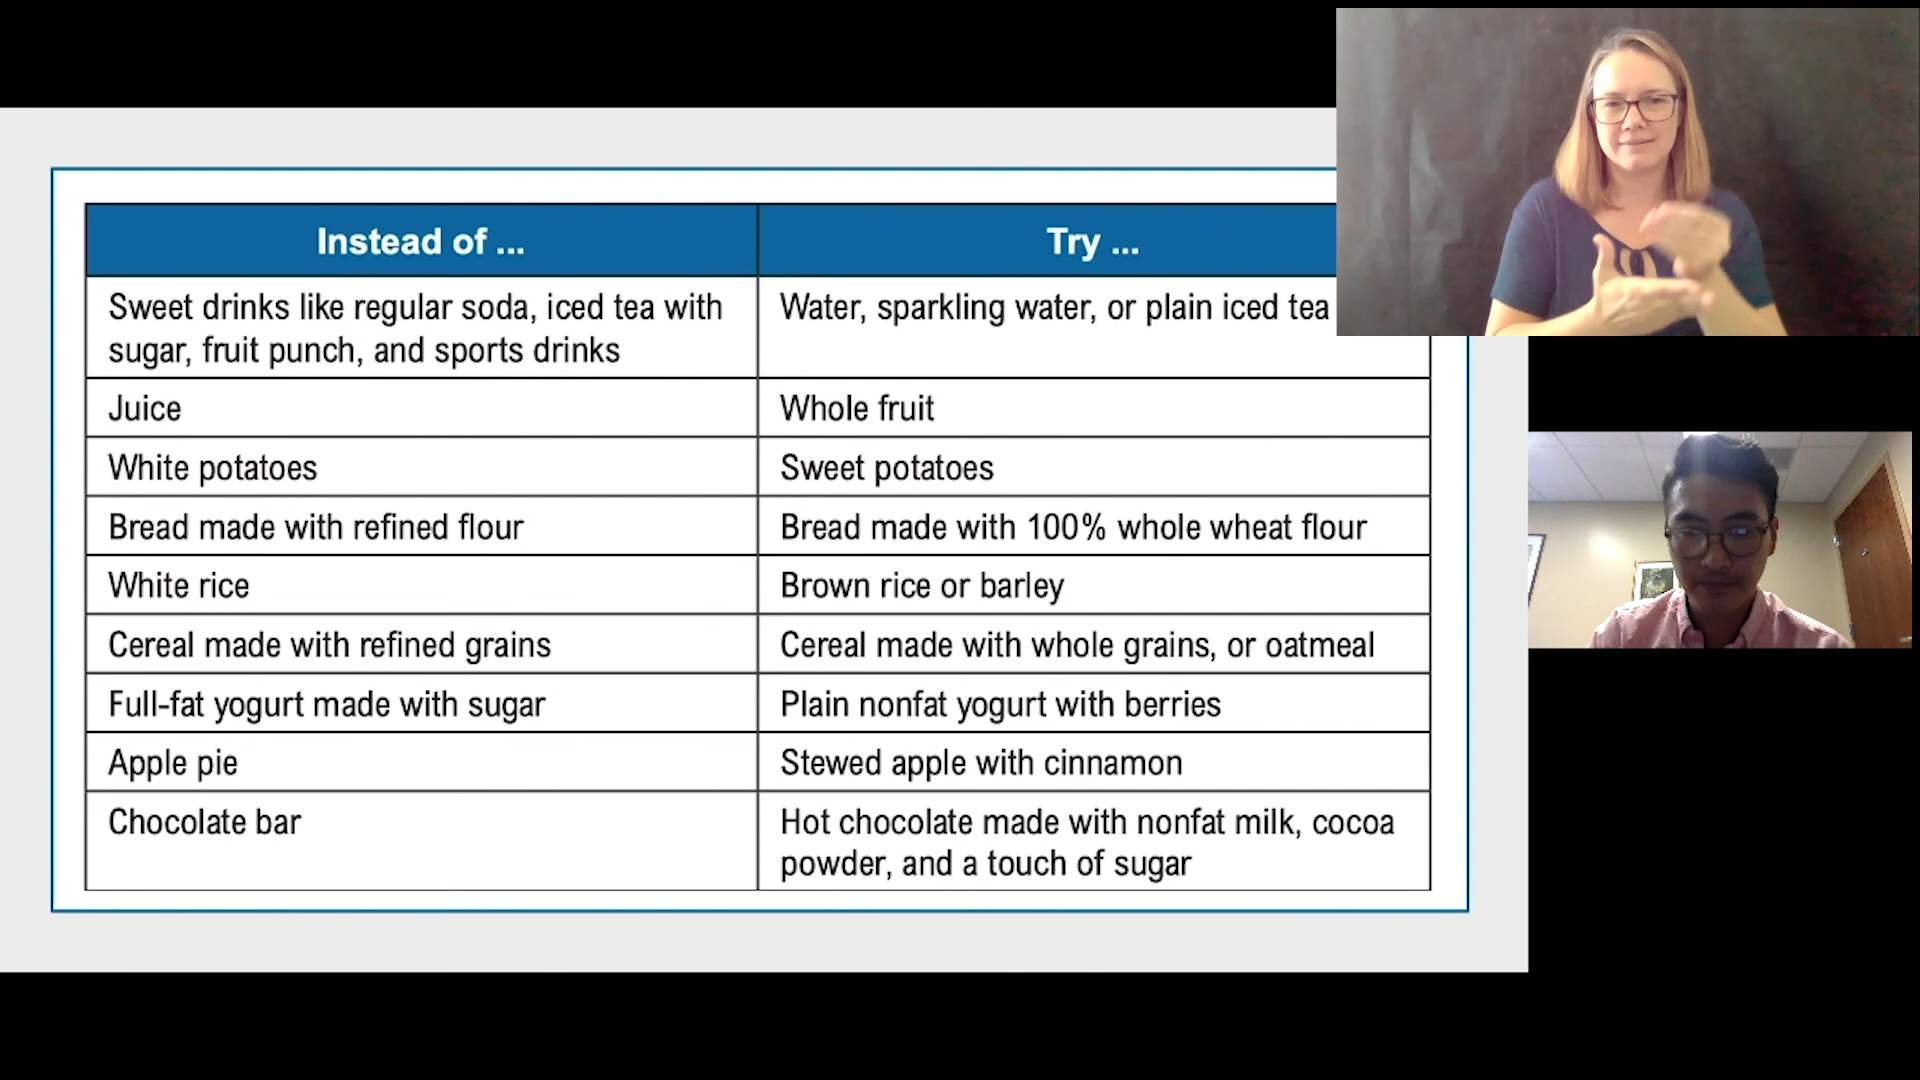 Instead of ...
Try ...
Sweet drinks like regular soda, iced tea with
sugar, fruit punch, and sports drinks
Water, sparkling water, or plain iced tea
Juice
Whole fruit
White potatoes
Sweet potatoes
Bread made with refined flour
Bread made with 100% whole wheat flour
White rice
Brown rice or barley
Cereal made with refined grains
Cereal made with whole grains, or oatmeal
Full-fat yogurt made with sugar
Plain nonfat yogurt with berries
Apple pie
Stewed apple with cinnamon
Chocolate bar
Hot chocolate made with nonfat milk, cocoa
powder, and a touch of sugar